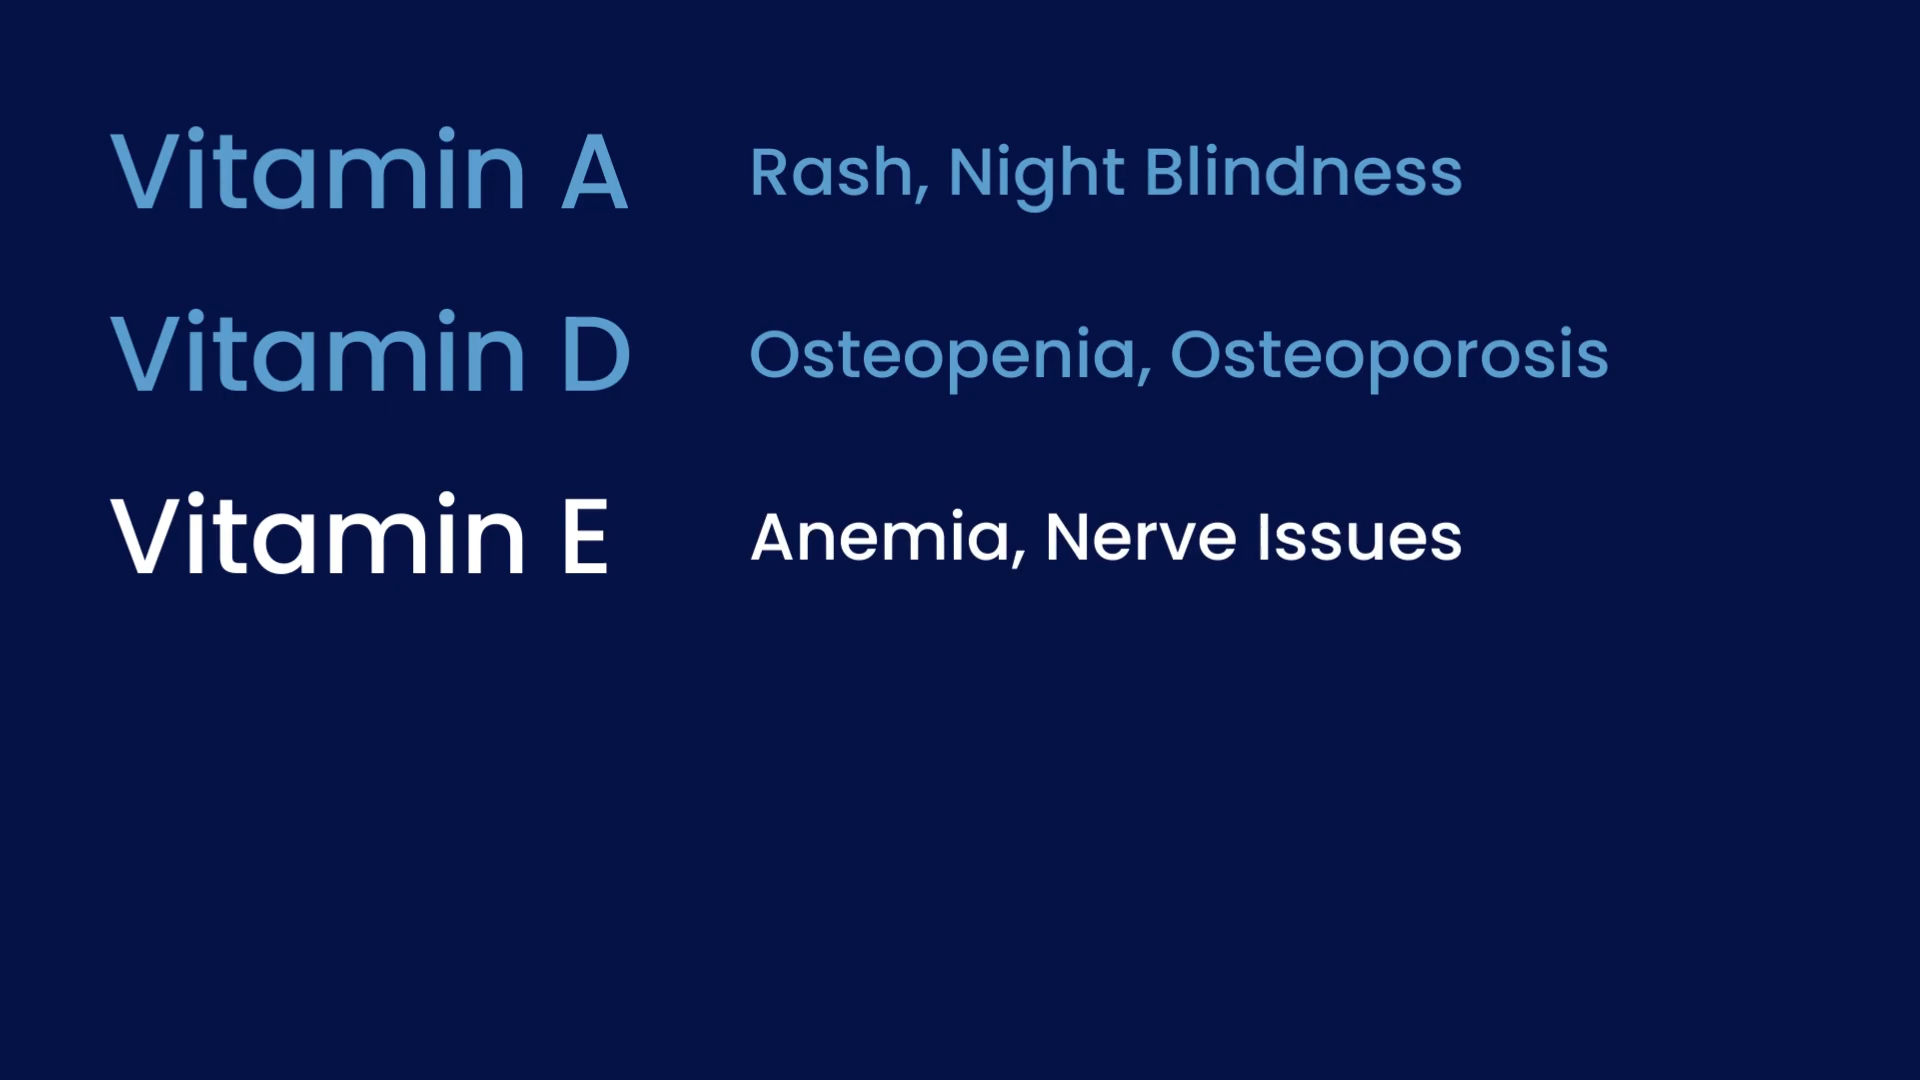 Vitamin A Rash, Night Blindness
Vitamin D Osteopenia, Osteoporosis
Vitamin E Anemia, Nerve Issues